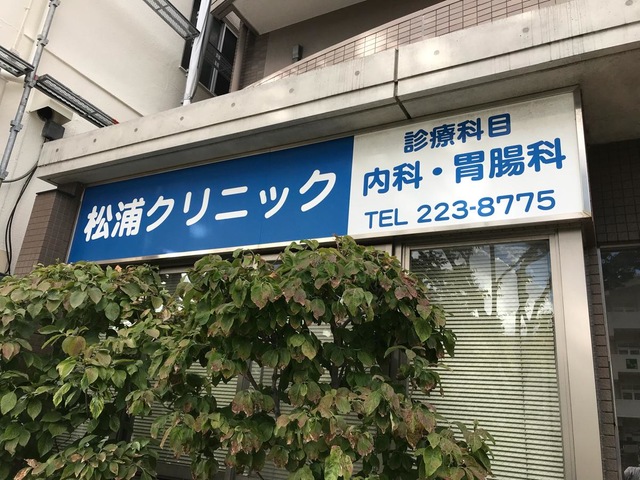 松浦クリニック
診療科目
内科・胃腸科
TEL 223-8775